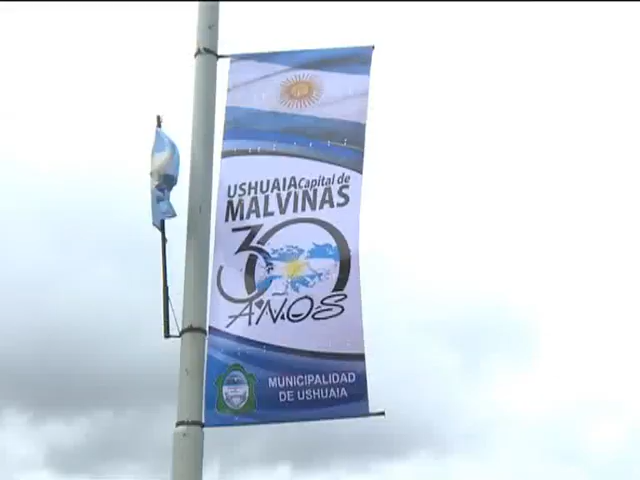 USHUAIA Capital de
MALVINAS
30
AÑOS
MUNICIPALIDAD
DE USHUAIA